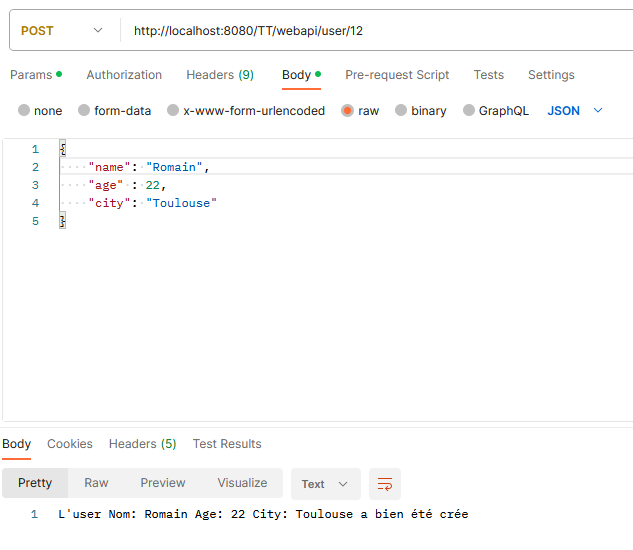 POST http://localhost:8080/TT/webapi/user/12
Params Authorization Headers (9) Body Pre-request Script Tests Settings
none form-data x-www-form-urlencoded raw binary GraphQL JSON
1 {
2 "name": "Romain",
3 "age" : 22,
4 "city": "Toulouse"
5 }
Body Cookies Headers (5) Test Results
Pretty Raw Preview Visualize Text
1 L'user Nom: Romain Age: 22 City: Toulouse a bien été crée